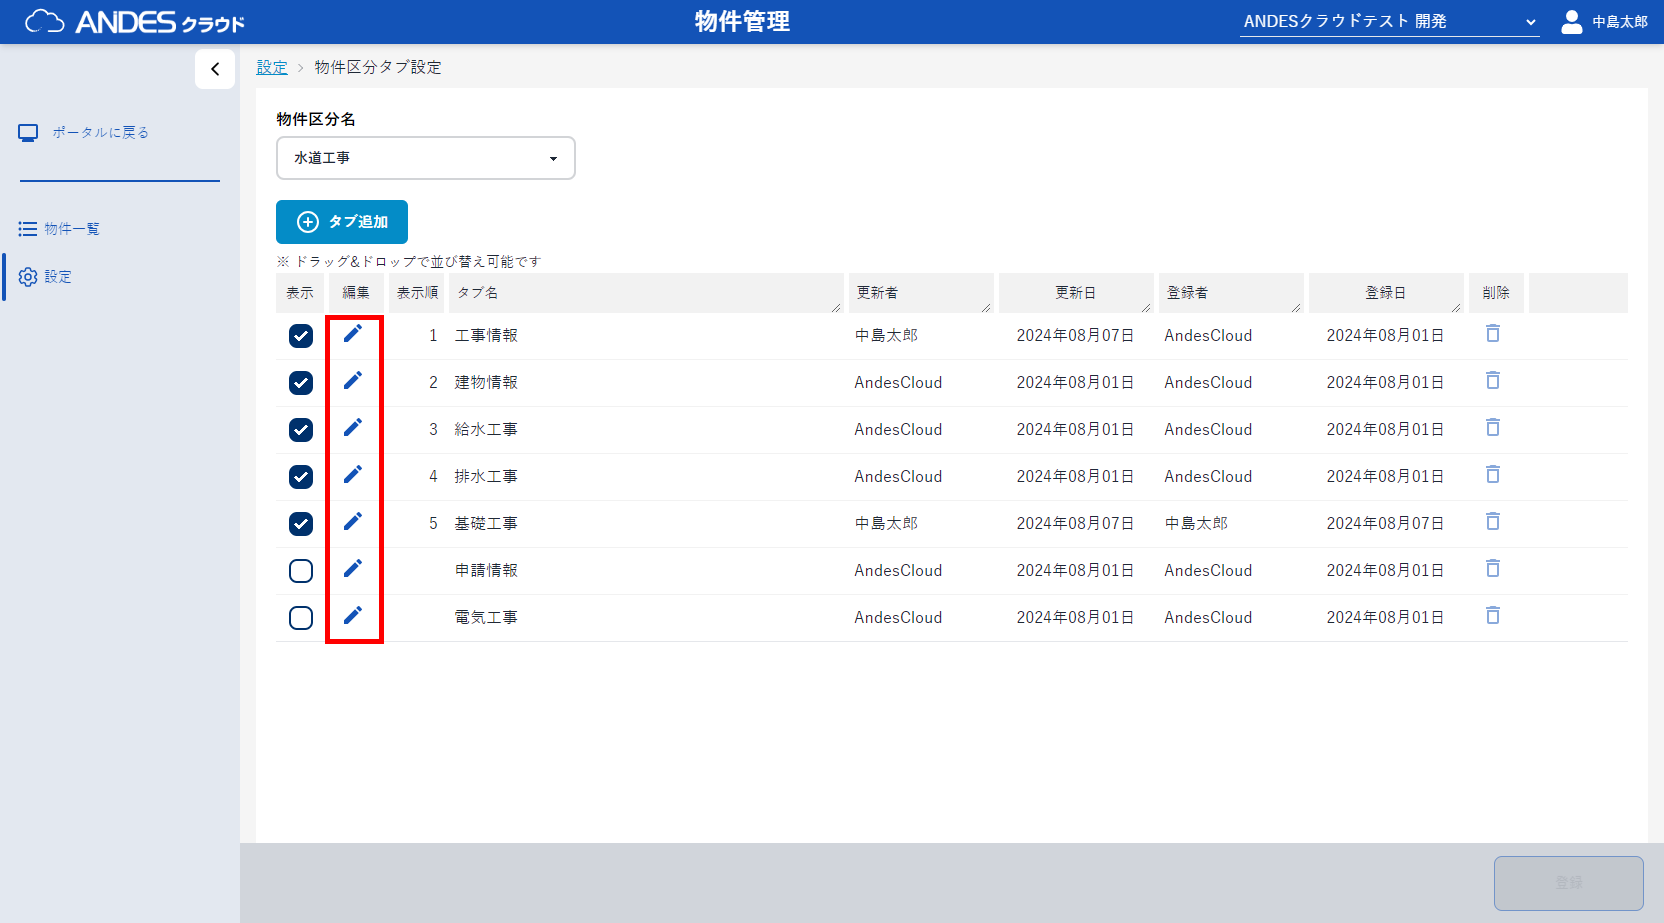 ANDES クラウド
物件管理
ANDESクラウドテスト 開発
中島太郎
ポータルに戻る
物件一覧
設定
設定 > 物件区分タブ設定
物件区分名
水道工事
タブ追加
※ ドラッグ&ドロップで並び替え可能です
表示 編集 表示順 タブ名 更新者 更新日 登録者 登録日 削除
1 工事情報 中島太郎 2024年08月07日 AndesCloud 2024年08月01日
2 建物情報 AndesCloud 2024年08月01日 AndesCloud 2024年08月01日
3 給水工事 AndesCloud 2024年08月01日 AndesCloud 2024年08月01日
4 排水工事 AndesCloud 2024年08月01日 AndesCloud 2024年08月01日
5 基礎工事 中島太郎 2024年08月07日 中島太郎 2024年08月07日
申請情報 AndesCloud 2024年08月01日 AndesCloud 2024年08月01日
電気工事 AndesCloud 2024年08月01日 AndesCloud 2024年08月01日
登録